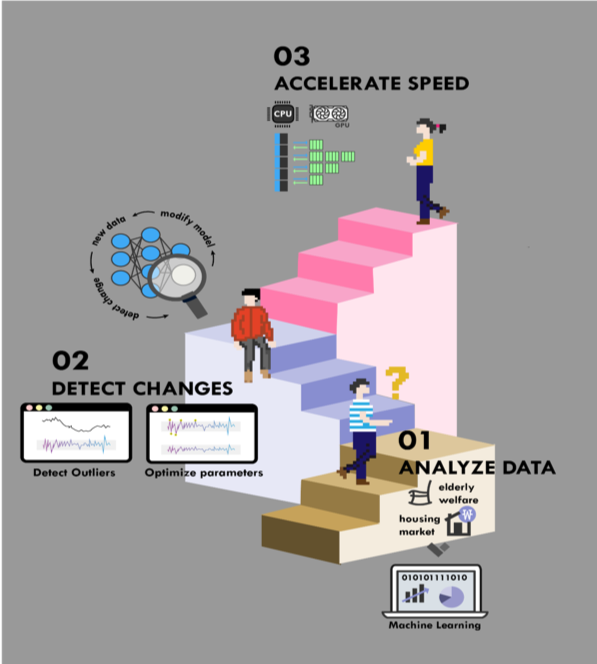 03
ACCELERATE SPEED
CPU
GPU
new data
modify model
detect change
02
DETECT CHANGES
Detect Outliers
Optimize parameters
?
01
ANALYZE DATA
elderly
welfare
housing
market
₩
010101111010
Machine Learning